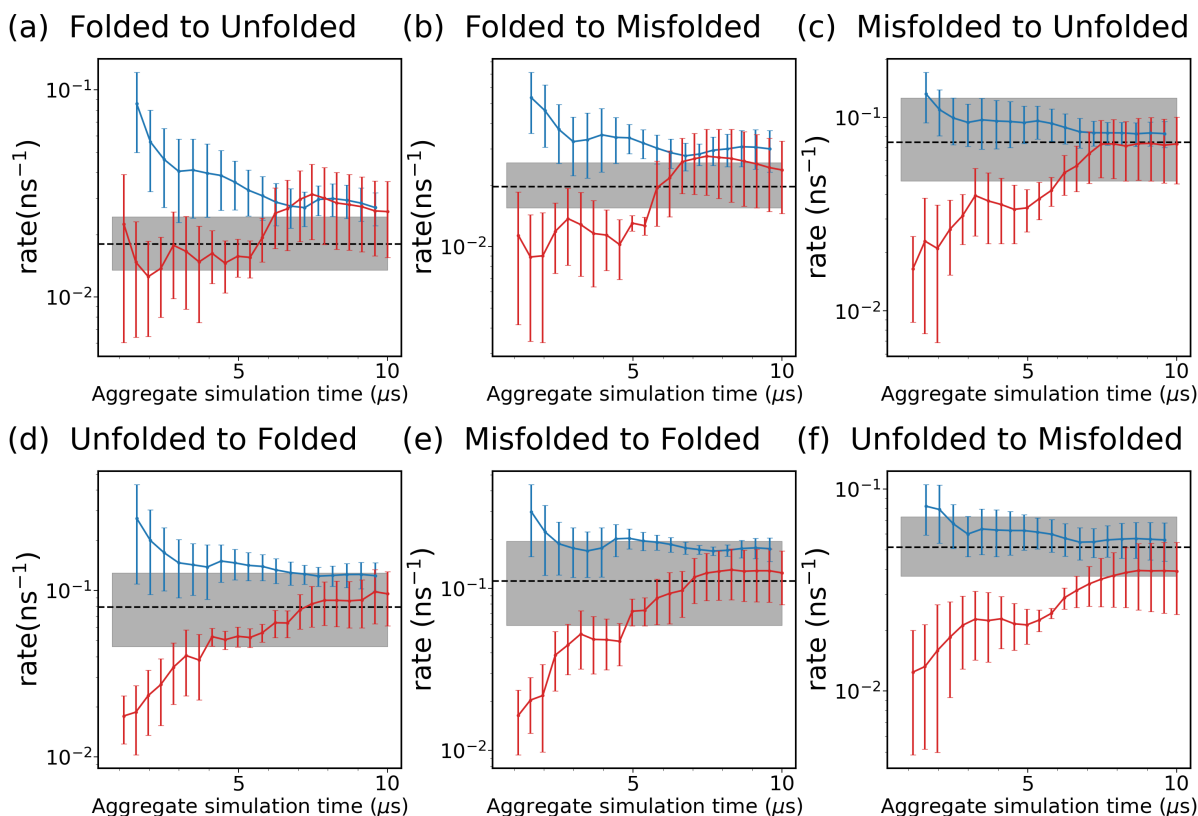 (a) Folded to Unfolded
(b) Folded to Misfolded
(c) Misfolded to Unfolded
rate(ns⁻¹)
10⁻¹
10⁻²
5
10
Aggregate simulation time (μs)
rate(ns⁻¹)
10⁻²
5
10
Aggregate simulation time (μs)
rate (ns⁻¹)
10⁻¹
10⁻²
5
10
Aggregate simulation time (μs)
(d) Unfolded to Folded
(e) Misfolded to Folded
(f) Unfolded to Misfolded
rate(ns⁻¹)
10⁻¹
10⁻²
5
10
Aggregate simulation time (μs)
rate (ns⁻¹)
10⁻¹
10⁻²
5
10
Aggregate simulation time (μs)
rate (ns⁻¹)
10⁻¹
10⁻²
5
10
Aggregate simulation time (μs)